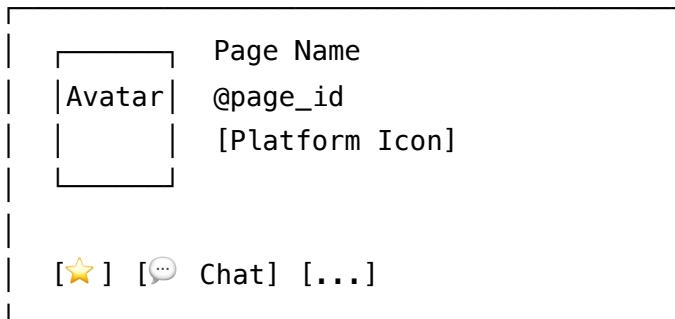 Page Name
Avatar @page_id
[Platform Icon]
[⭐] [💬 Chat] [...]